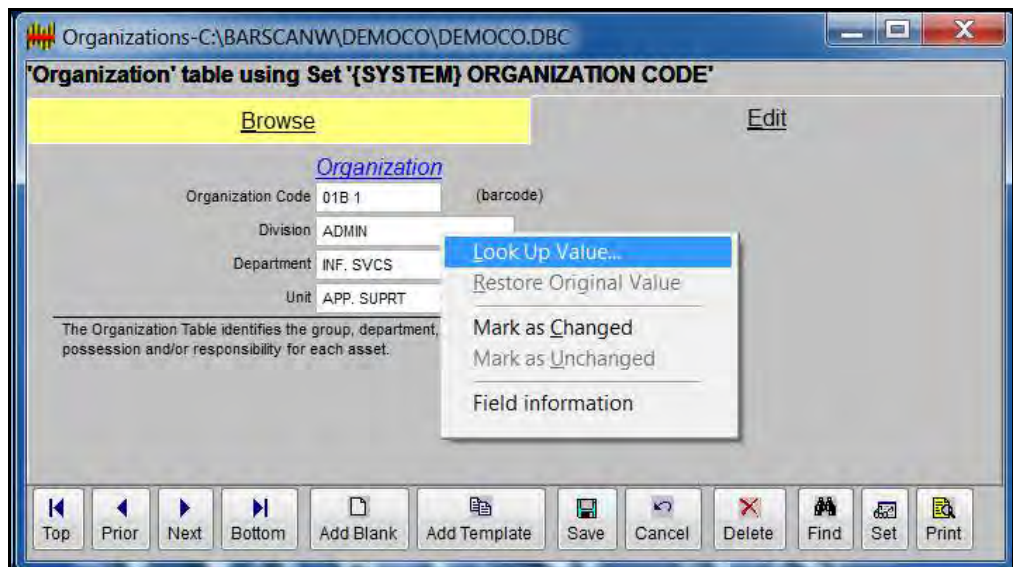 Organizations-C:\BARSCANW\DEMOCO\DEMOCO.DBC
'Organization' table using Set '{SYSTEM} ORGANIZATION CODE'
Browse
Edit
Organization
Organization Code 01B 1 (barcode)
Division ADMIN
Department INF. SVCS
Unit APP. SUPRT
The Organization Table identifies the group, department,
possession and/or responsibility for each asset.
Look Up Value...
Restore Original Value
Mark as Changed
Mark as Unchanged
Field information
Top Prior Next Bottom Add Blank Add Template Save Cancel Delete Find Set Print